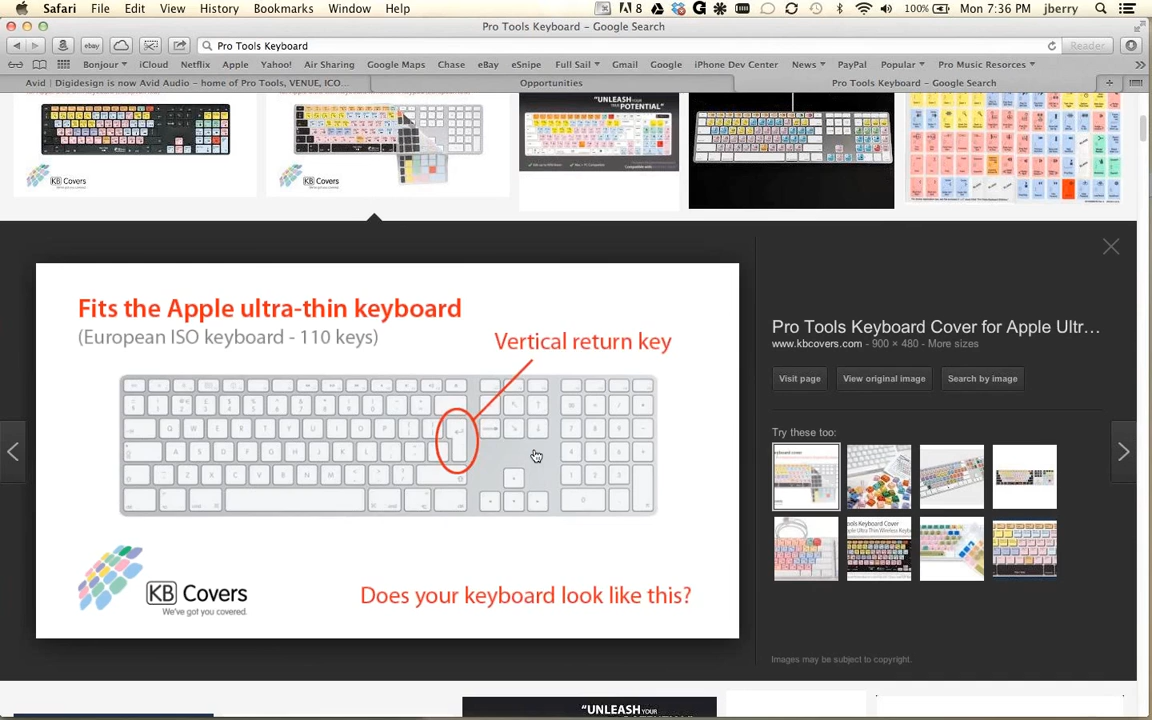 Safari File Edit View History Bookmarks Window Help
8 100% Mon 7:36 PM jberry
Pro Tools Keyboard – Google Search
ebay Pro Tools Keyboard Reader
Bonjour iCloud Netflix Apple Yahoo! Air Sharing Google Maps Chase eBay eSnipe Full Sail Gmail Google iPhone Dev Center News PayPal Popular Pro Music Resorces
Avid | Digidesign is now Avid Audio – home of Pro Tools, VENUE, ICO... Opportunities Pro Tools Keyboard – Google Search
"UNLEASH YOUR
POTENTIAL"
KB Covers
KB Covers
Fits the Apple ultra-thin keyboard
(European ISO keyboard - 110 keys)
Vertical return key
KB Covers
We've got you covered.
Does your keyboard look like this?
Pro Tools Keyboard Cover for Apple Ultr...
www.kbcovers.com - 900 × 480 - More sizes
Visit page View original image Search by image
Try these too:
Images may be subject to copyright.
"UNLEASH YOUR